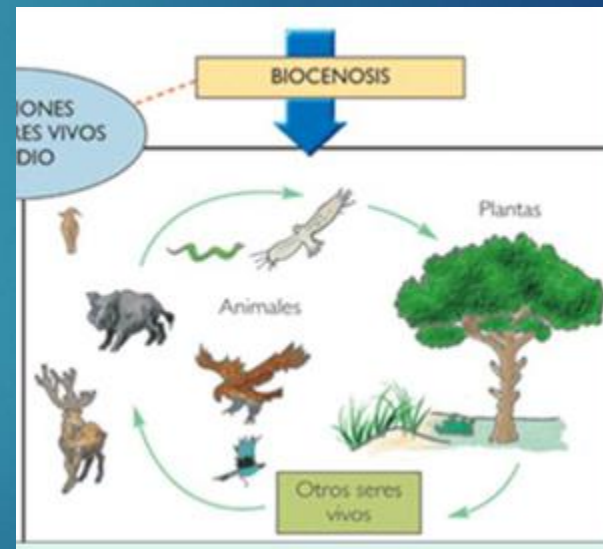 BIOCENOSIS
IONES
RES VIVOS
DIO
Plantas
Animales
Otros seres
vivos